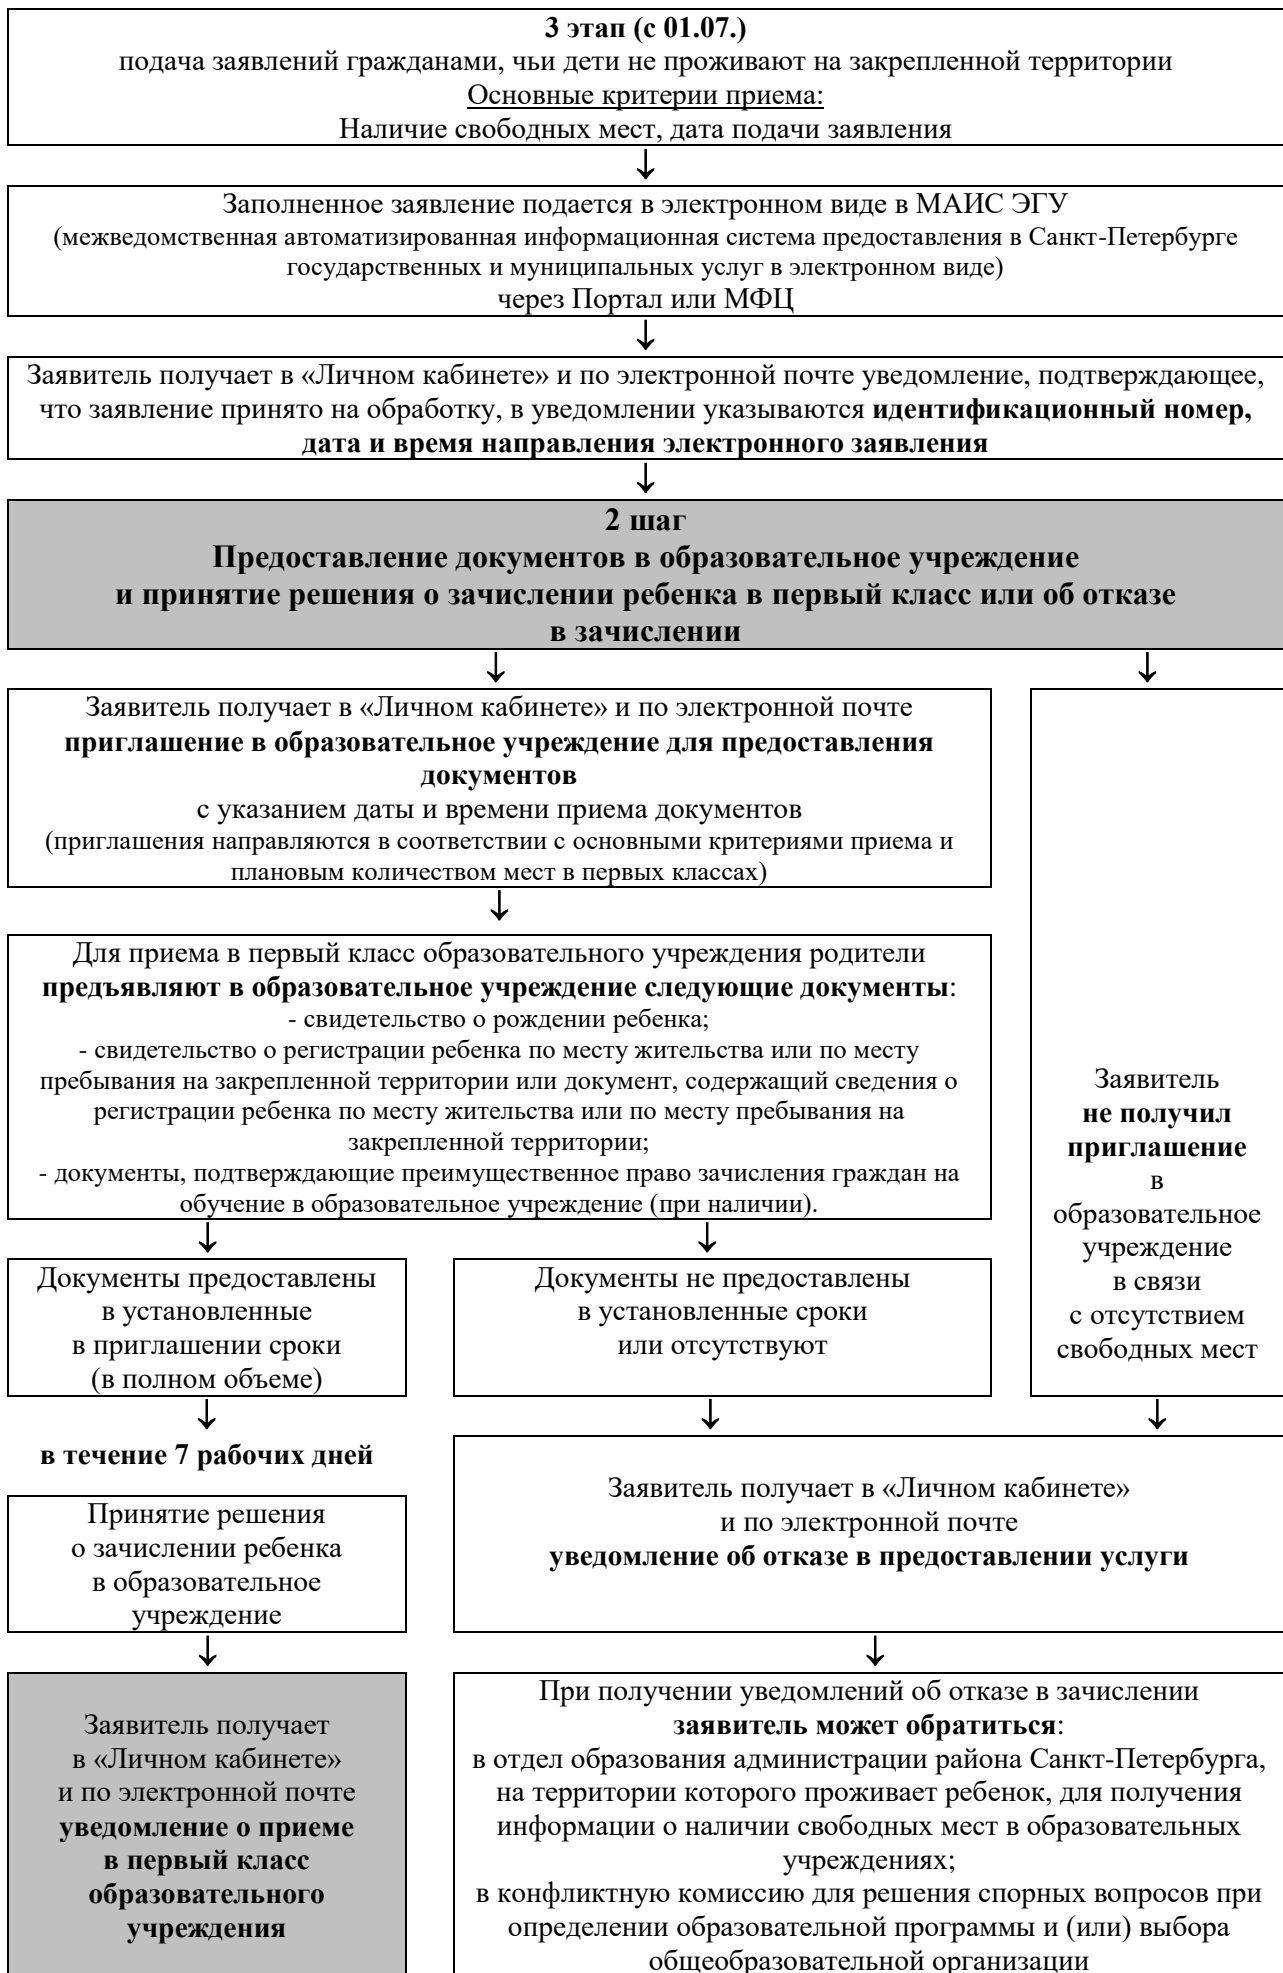 3 этап (с 01.07.)
подача заявлений гражданами, чьи дети не проживают на закрепленной территории
Основные критерии приема:
Наличие свободных мест, дата подачи заявления
Заполненное заявление подается в электронном виде в МАИС ЭГУ
(межведомственная автоматизированная информационная система предоставления в Санкт-Петербурге
государственных и муниципальных услуг в электронном виде)
через Портал или МФЦ
Заявитель получает в «Личном кабинете» и по электронной почте уведомление, подтверждающее,
что заявление принято на обработку, в уведомлении указываются идентификационный номер,
дата и время направления электронного заявления
2 шаг
Предоставление документов в образовательное учреждение
и принятие решения о зачислении ребенка в первый класс или об отказе
в зачислении
Заявитель получает в «Личном кабинете» и по электронной почте
приглашение в образовательное учреждение для предоставления
документов
с указанием даты и времени приема документов
(приглашения направляются в соответствии с основными критериями приема и
плановым количеством мест в первых классах)
Для приема в первый класс образовательного учреждения родители
предъявляют в образовательное учреждение следующие документы:
- свидетельство о рождении ребенка;
- свидетельство о регистрации ребенка по месту жительства или по месту
пребывания на закрепленной территории или документ, содержащий сведения о
регистрации ребенка по месту жительства или по месту пребывания на
закрепленной территории;
- документы, подтверждающие преимущественное право зачисления граждан на
обучение в образовательное учреждение (при наличии).
Заявитель
не получил
приглашение
в
образовательное
учреждение
в связи
с отсутствием
свободных мест
Документы предоставлены
в установленные
в приглашении сроки
(в полном объеме)
Документы не предоставлены
в установленные сроки
или отсутствуют
в течение 7 рабочих дней
Принятие решения
о зачислении ребенка
в образовательное
учреждение
Заявитель получает в «Личном кабинете»
и по электронной почте
уведомление об отказе в предоставлении услуги
Заявитель получает
в «Личном кабинете»
и по электронной почте
уведомление о приеме
в первый класс
образовательного
учреждения
При получении уведомлений об отказе в зачислении
заявитель может обратиться:
в отдел образования администрации района Санкт-Петербурга,
на территории которого проживает ребенок, для получения
информации о наличии свободных мест в образовательных
учреждениях;
в конфликтную комиссию для решения спорных вопросов при
определении образовательной программы и (или) выбора
общеобразовательной организации